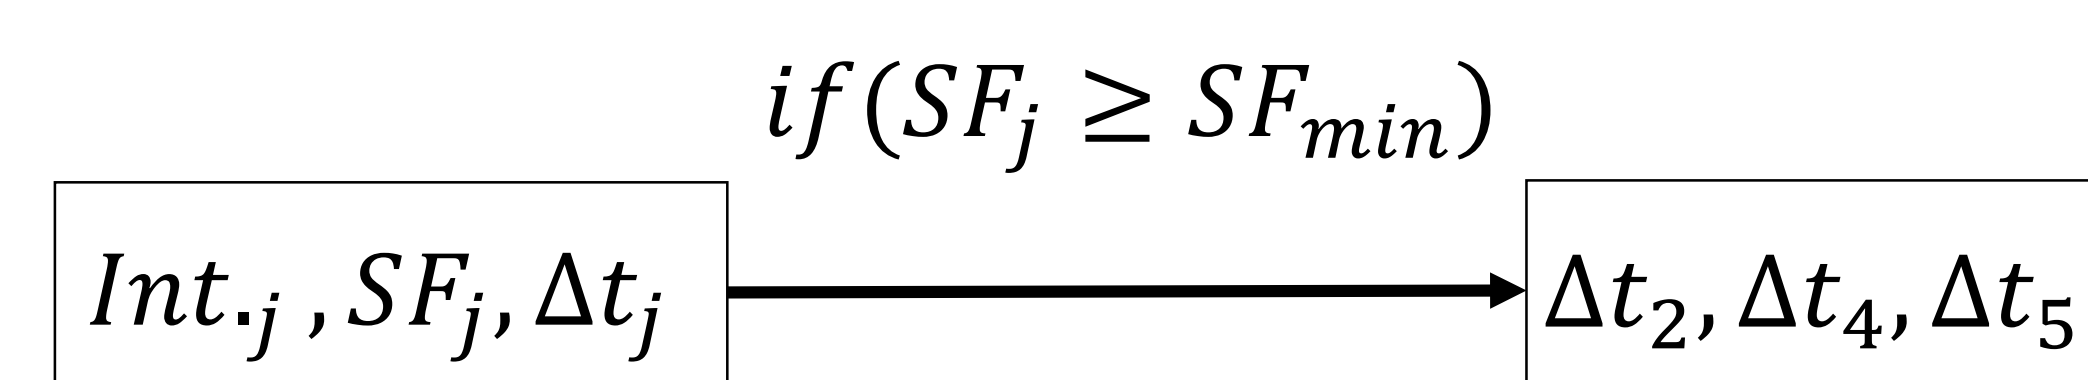 if(SF_j ≥ SF_min)
Int._j, SF_j, Δt_j
Δt_2, Δt_4, Δt_5